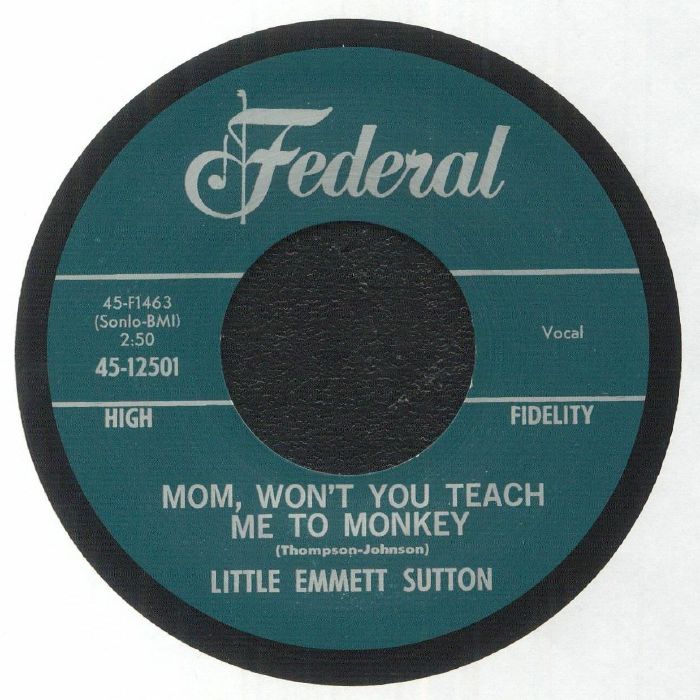 Federal
45-F1463
(Sonlo-BMI)
2:50
45-12501
Vocal
HIGH FIDELITY
MOM, WON'T YOU TEACH
ME TO MONKEY
(Thompson-Johnson)
LITTLE EMMETT SUTTON